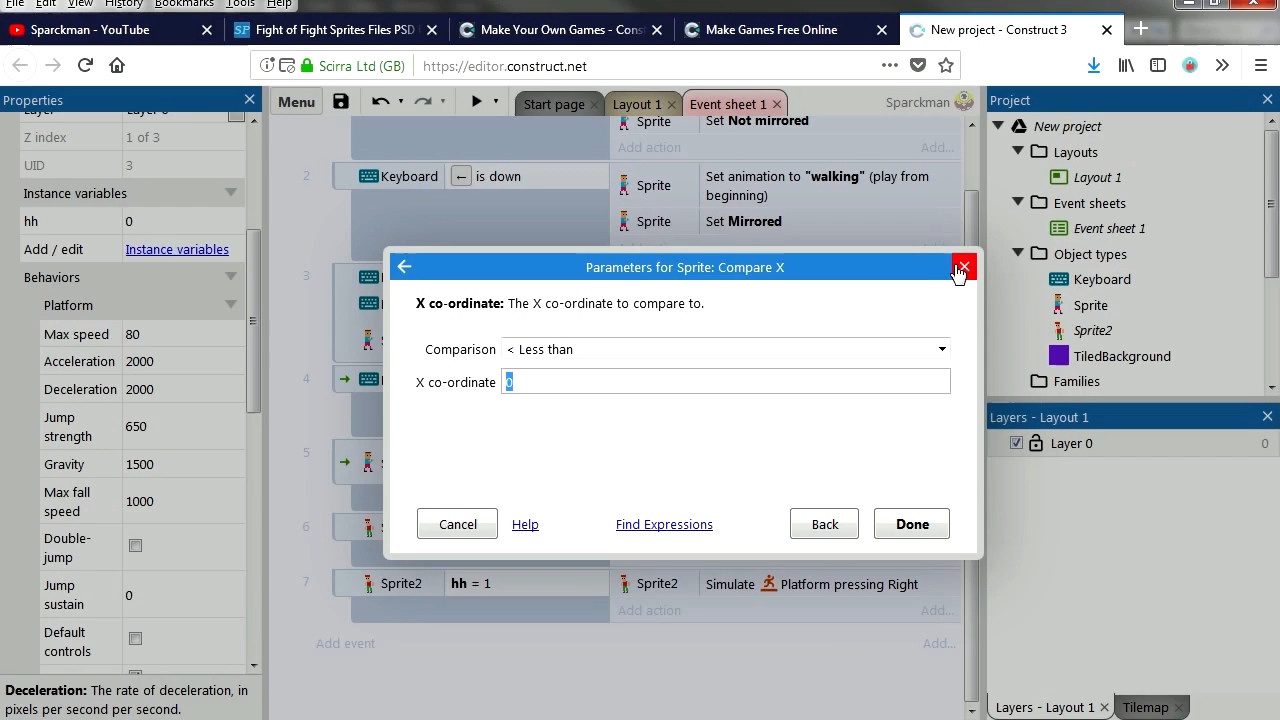 File Edit View History Bookmarks Tools Help
Sparckman - YouTube
Fight of Fight Sprites Files PSD
Make Your Own Games - Cons
Make Games Free Online
New project - Construct 3
Scirra Ltd (GB) https://editor.construct.net
Properties
Menu
Start page
Layout 1
Event sheet 1
Sparckman
Project
Layer Layer 0
Z index 1 of 3
UID 3
Instance variables
hh 0
Add / edit Instance variables
Behaviors
Platform
Max speed 80
Acceleration 2000
Deceleration 2000
Jump strength 650
Gravity 1500
Max fall speed 1000
Double-jump
Jump sustain 0
Default controls
Deceleration: The rate of deceleration, in
pixels per second per second.
Sprite Set Not mirrored
Add action Add...
2 Keyboard ← is down
Sprite Set animation to "walking" (play from
beginning)
Sprite Set Mirrored
3
4
5
6
7 Sprite2 hh = 1 Sprite2 Simulate Platform pressing Right
Add action Add...
Add event Add...
Parameters for Sprite: Compare X
X co-ordinate: The X co-ordinate to compare to.
Comparison < Less than
X co-ordinate 0
Cancel Help Find Expressions Back Done
New project
Layouts
Layout 1
Event sheets
Event sheet 1
Object types
Keyboard
Sprite
Sprite2
TiledBackground
Families
Layers - Layout 1
Layer 0 0
Layers - Layout 1
Tilemap